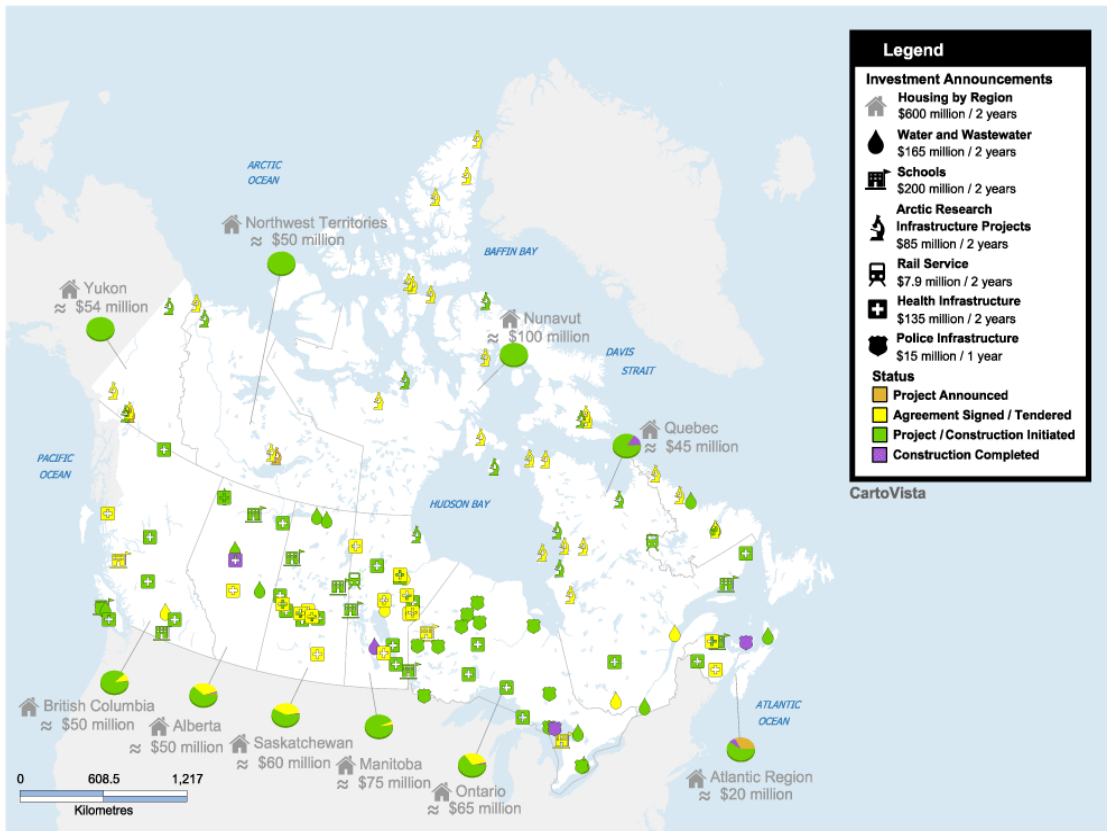 Legend
Investment Announcements
Housing by Region
$600 million / 2 years
Water and Wastewater
$165 million / 2 years
Schools
$200 million / 2 years
Arctic Research
Infrastructure Projects
$85 million / 2 years
Rail Service
$7.9 million / 2 years
Health Infrastructure
$135 million / 2 years
Police Infrastructure
$15 million / 1 year
Status
Project Announced
Agreement Signed / Tendered
Project / Construction Initiated
Construction Completed
CartoVista
ARCTIC
OCEAN
Northwest Territories
≈ $50 million
BAFFIN BAY
Yukon
≈ $54 million
Nunavut
≈ $100 million
DAVIS
STRAIT
Quebec
≈ $45 million
PACIFIC
OCEAN
HUDSON BAY
British Columbia
≈ $50 million
Alberta
≈ $50 million
Saskatchewan
≈ $60 million
Manitoba
≈ $75 million
Ontario
≈ $65 million
ATLANTIC
OCEAN
Atlantic Region
≈ $20 million
0 608.5 1,217
Kilometres